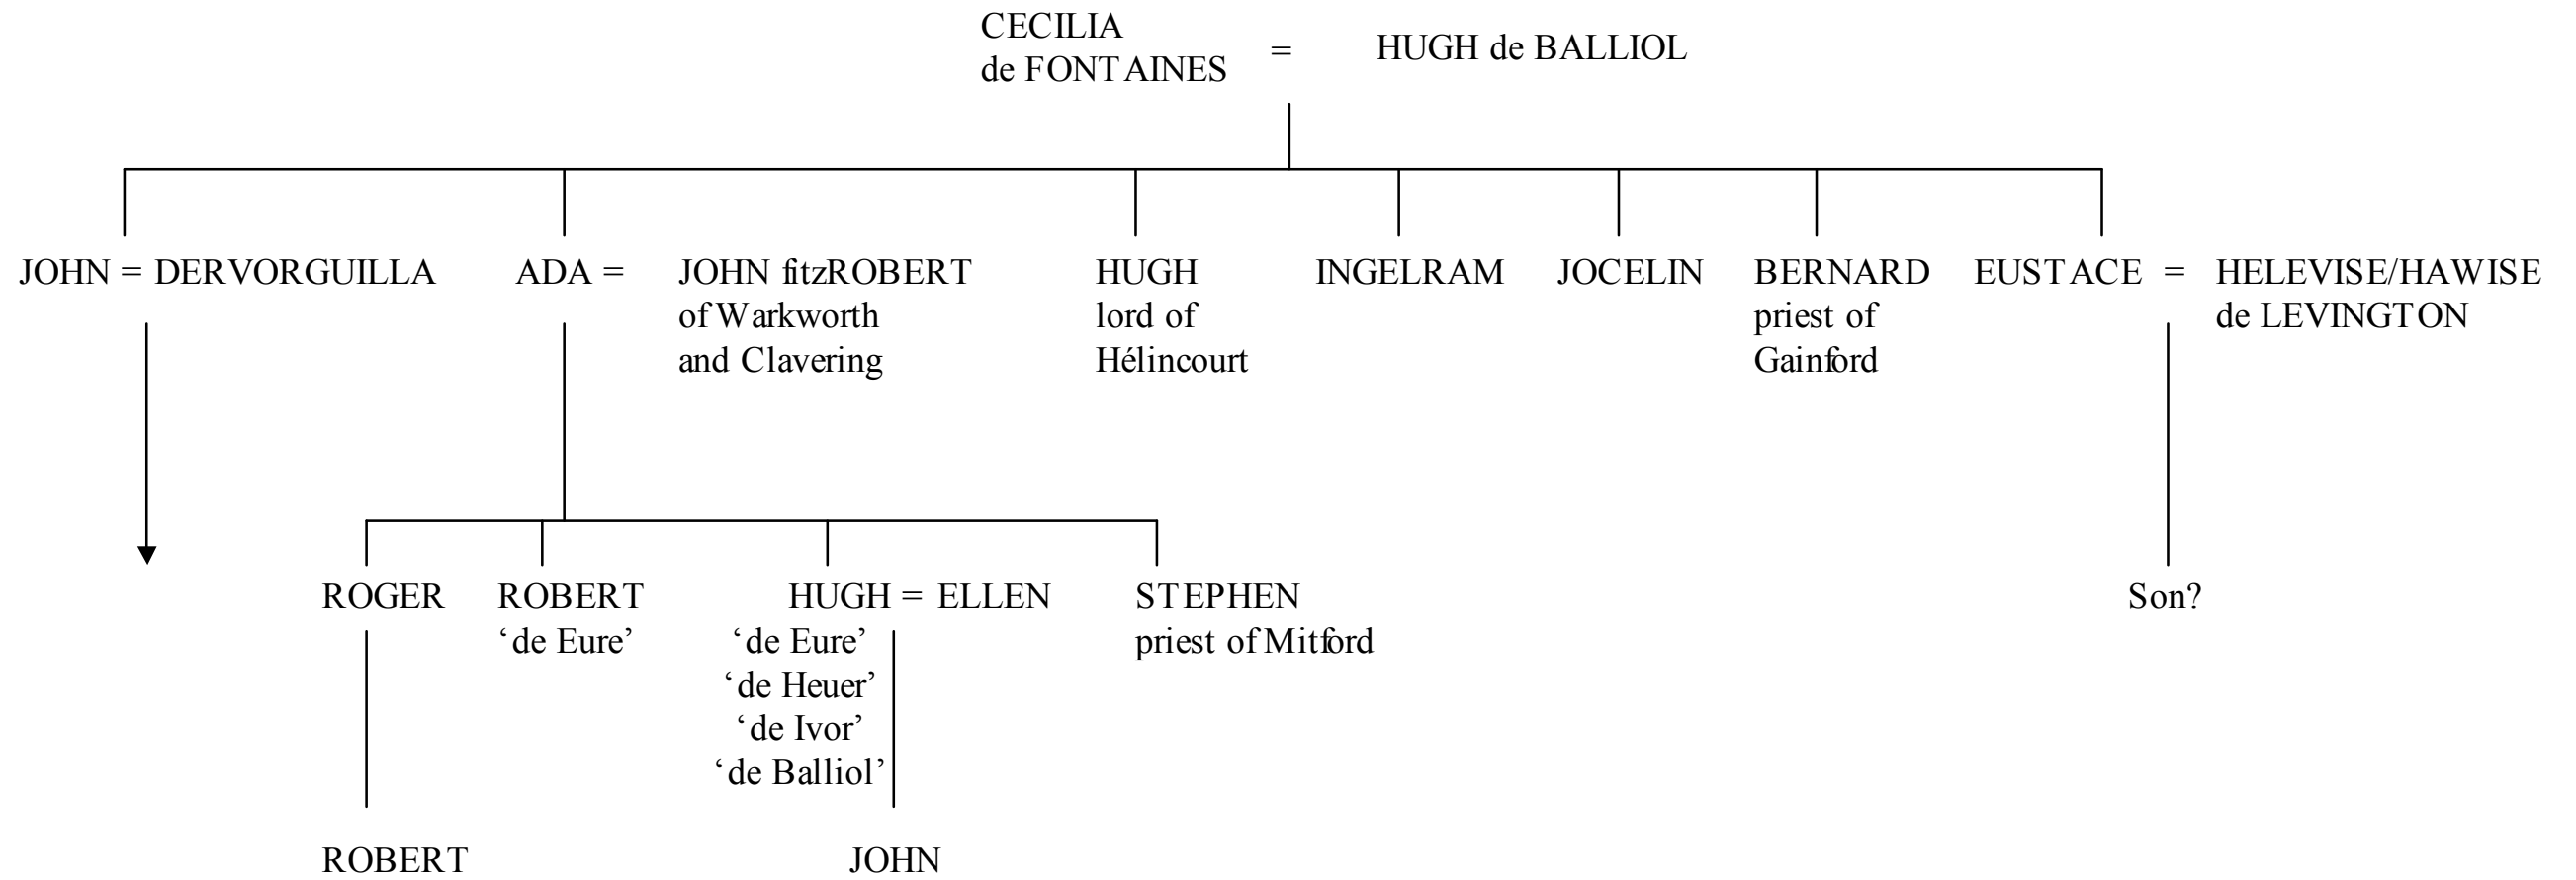 CECILIA
de FONTAINES = HUGH de BALLIOL
JOHN = DERVORGUILLA
ADA = JOHN fitzROBERT
of Warkworth
and Clavering
HUGH
lord of
Hélincourt
INGELRAM
JOCELIN
BERNARD
priest of
Gainford
EUSTACE = HELEVISE/HAWISE
de LEVINGTON
ROGER
ROBERT
‘de Eure’
HUGH = ELLEN
‘de Eure’
‘de Heuer’
‘de Ivor’
‘de Balliol’
STEPHEN
priest of Mitford
Son?
ROBERT
JOHN